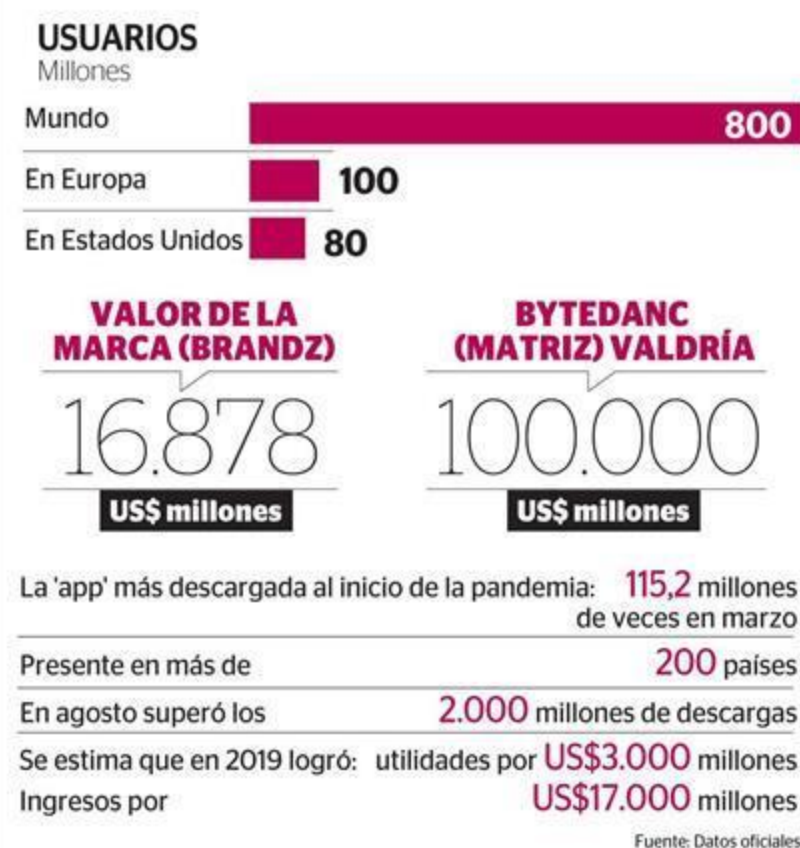 USUARIOS
Millones
Mundo 800
En Europa 100
En Estados Unidos 80
VALOR DE LA
MARCA (BRANDZ)
16.878
US$ millones
BYTEDANC
(MATRIZ) VALDRÍA
100.000
US$ millones
La 'app' más descargada al inicio de la pandemia: 115,2 millones
de veces en marzo
Presente en más de 200 países
En agosto superó los 2.000 millones de descargas
Se estima que en 2019 logró: utilidades por US$3.000 millones
Ingresos por US$17.000 millones
Fuente: Datos oficiales